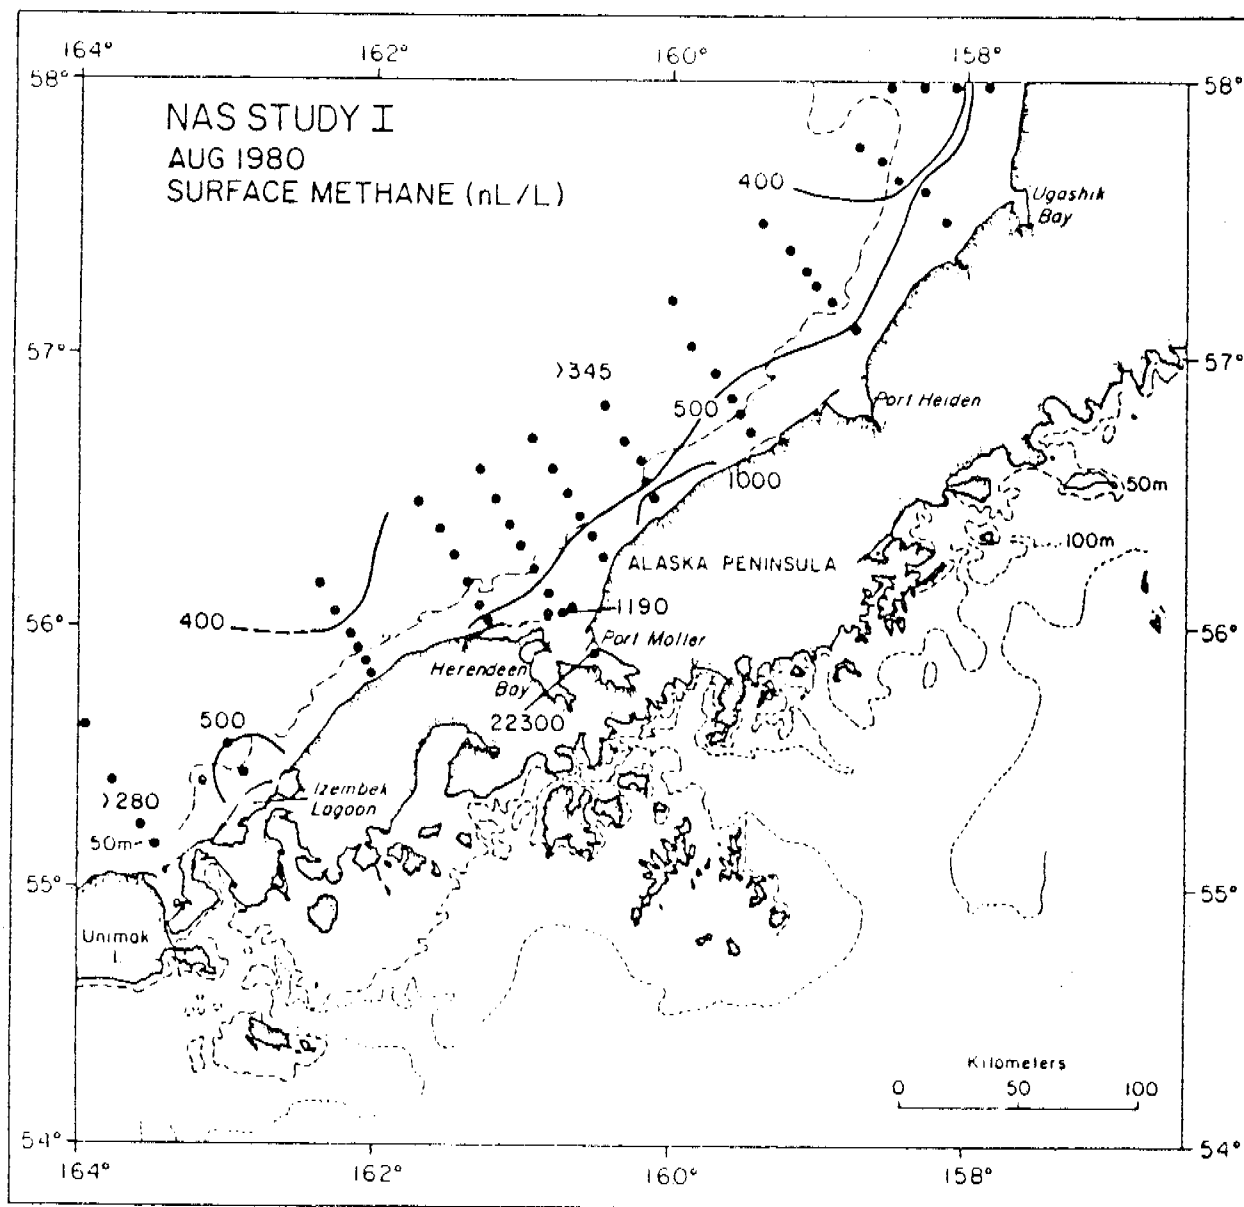 164°
162°
160°
158°
58°
58°
NAS STUDY I
AUG 1980
SURFACE METHANE (nL/L)
400
Ugashik
Bay
57°
57°
>345
500
Port Heiden
1000
50m
100m
ALASKA PENINSULA
1190
400
56°
56°
Port Moller
Herendeen
Bay
22300
500
>280
Izembek
Lagoon
50m
55°
55°
Unimak
I.
Kilometers
0 50 100
54°
54°
164°
162°
160°
158°